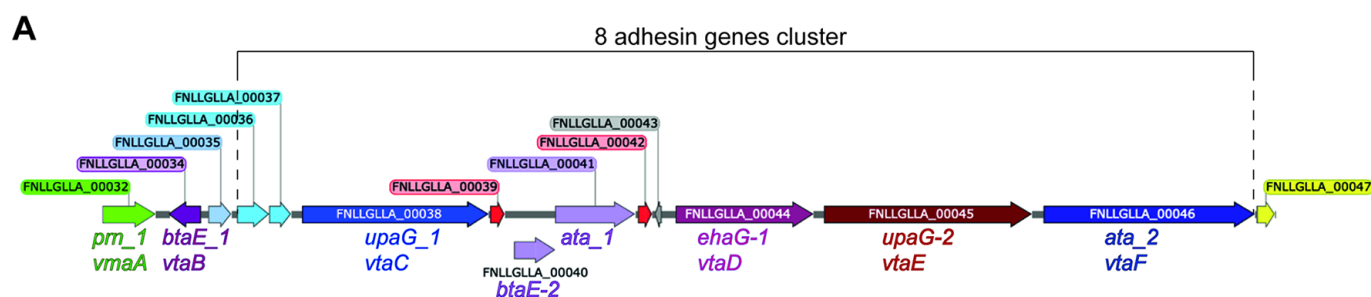 A
8 adhesin genes cluster
FNLLGLLA_00037
FNLLGLLA_00036
FNLLGLLA_00043
FNLLGLLA_00035
FNLLGLLA_00042
FNLLGLLA_00034
FNLLGLLA_00041
FNLLGLLA_00032
FNLLGLLA_00039
FNLLGLLA_00047
FNLLGLLA_00038
FNLLGLLA_00044
FNLLGLLA_00045
FNLLGLLA_00046
prn_1
btaE_1
upaG_1
ata_1
ehaG-1
upaG-2
ata_2
vmaA
vtaB
vtaC
vtaD
vtaE
vtaF
FNLLGLLA_00040
btaE-2